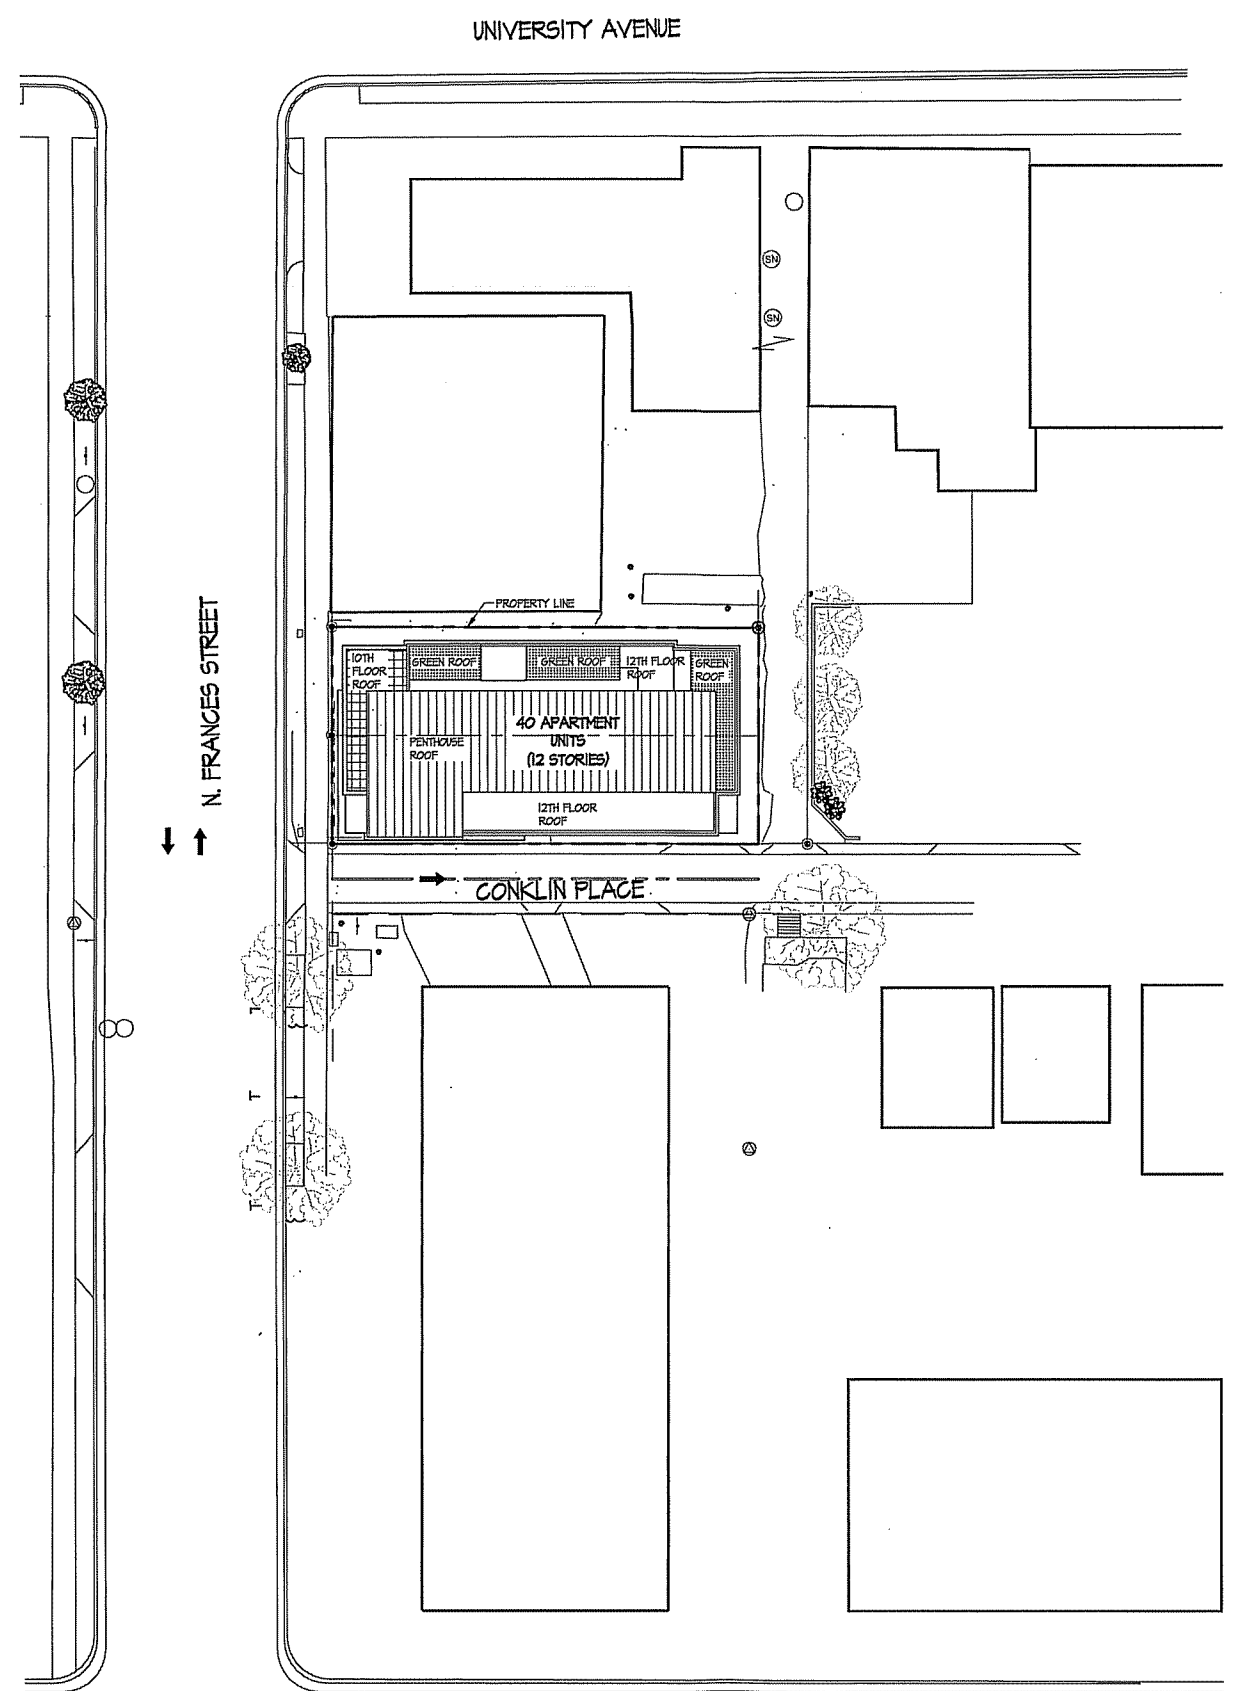 UNIVERSITY AVENUE
SN
SN
N. FRANCES STREET
PROPERTY LINE
10TH
FLOOR
ROOF
GREEN ROOF
GREEN ROOF
12TH FLOOR
ROOF
GREEN
ROOF
PENTHOUSE
ROOF
40 APARTMENT
UNITS
(12 STORIES)
12TH FLOOR
ROOF
CONKLIN PLACE
T
T
T